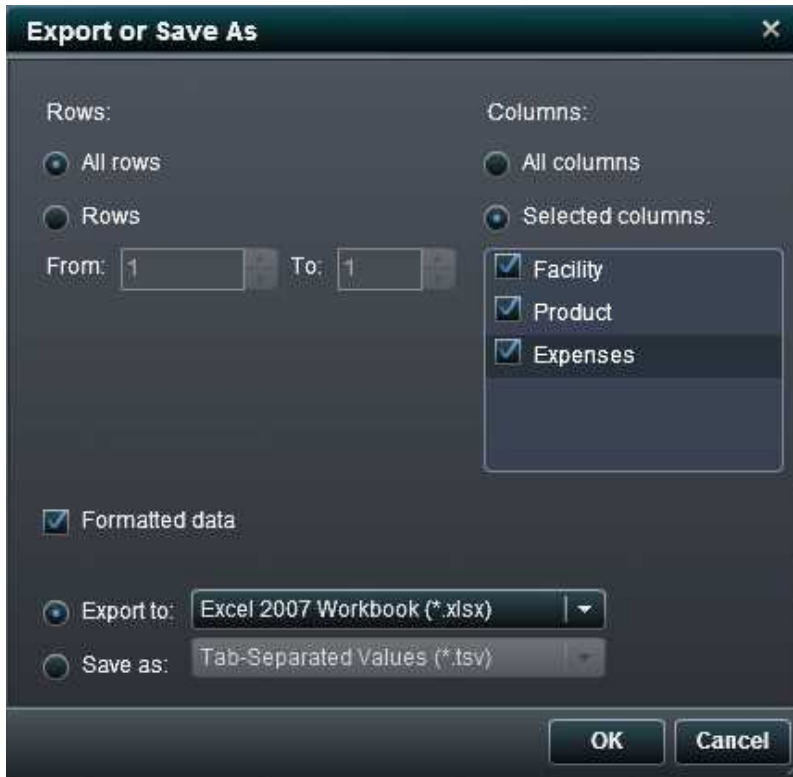 Export or Save As
Rows:
Columns:
All rows
All columns
Rows
Selected columns:
From: 1 To: 1
Facility
Product
Expenses
Formatted data
Export to: Excel 2007 Workbook (*.xlsx)
Save as: Tab-Separated Values (*.tsv)
OK Cancel